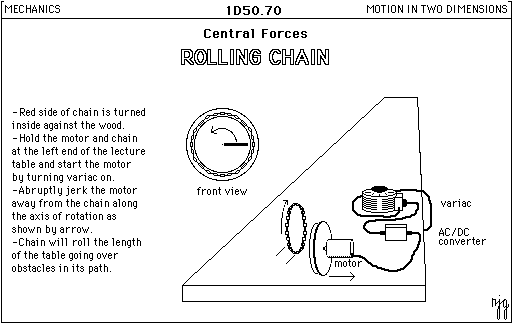 MECHANICS
1D50.70
MOTION IN TWO DIMENSIONS
Central Forces
ROLLING CHAIN
-Red side of chain is turned
inside against the wood.
-Hold the motor and chain
at the left end of the lecture
table and start the motor
by turning variac on.
-Abruptly jerk the motor
away from the chain along
the axis of rotation as
shown by arrow.
-Chain will roll the length
of the table going over
obstacles in its path.
front view
variac
AC/DC
converter
motor
njg